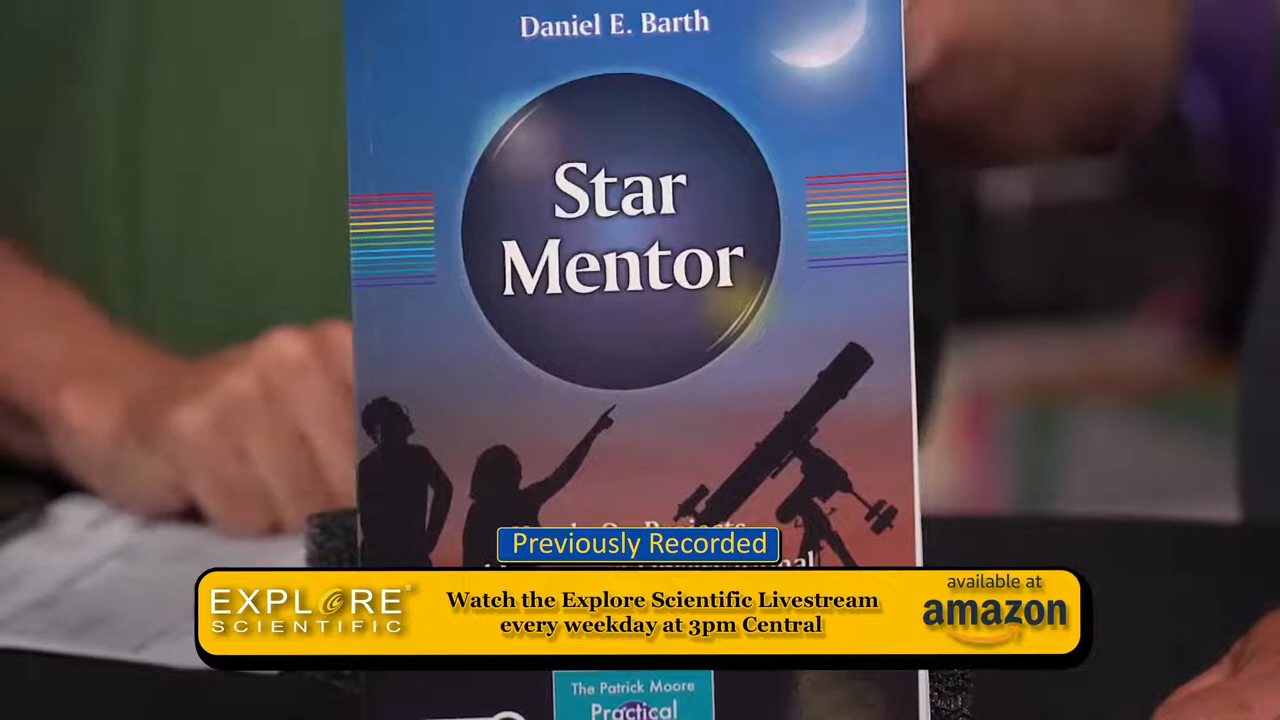 Daniel E. Barth
Star
Mentor
Previously Recorded
EXPLORE
SCIENTIFIC
Watch the Explore Scientific Livestream
every weekday at 3pm Central
available at
amazon
The Patrick Moore
Practical